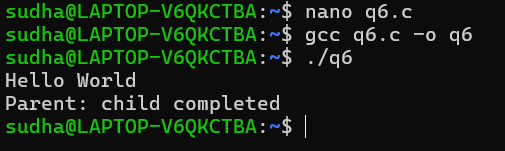 sudha@LAPTOP-V6QKCTBA:~$ nano q6.c
sudha@LAPTOP-V6QKCTBA:~$ gcc q6.c -o q6
sudha@LAPTOP-V6QKCTBA:~$ ./q6
Hello World
Parent: child completed
sudha@LAPTOP-V6QKCTBA:~$